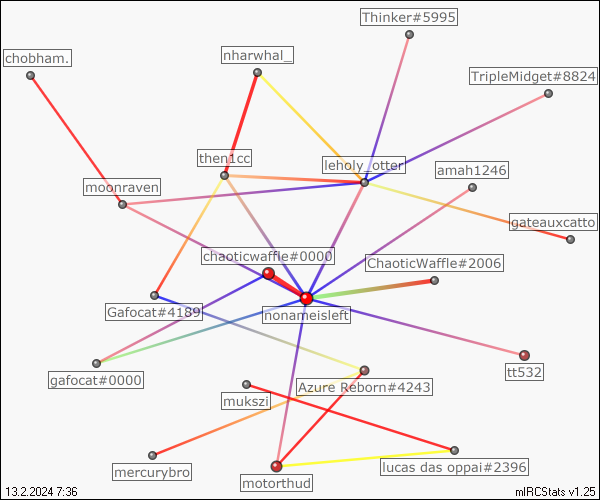 Thinker#5995
chobham.
nharwhal_
TripleMidget#8824
then1cc
leholy_otter
amah1246
moonraven
gateauxcatto
chaoticwaffle#0000
ChaoticWaffle#2006
Gafocat#4189
nonameisleft
gafocat#0000
Azure Reborn#4243
tt532
mukszi
mercurybro
motorthud
lucas das oppai#2396
13.2.2024 7:36
mIRCStats v1.25